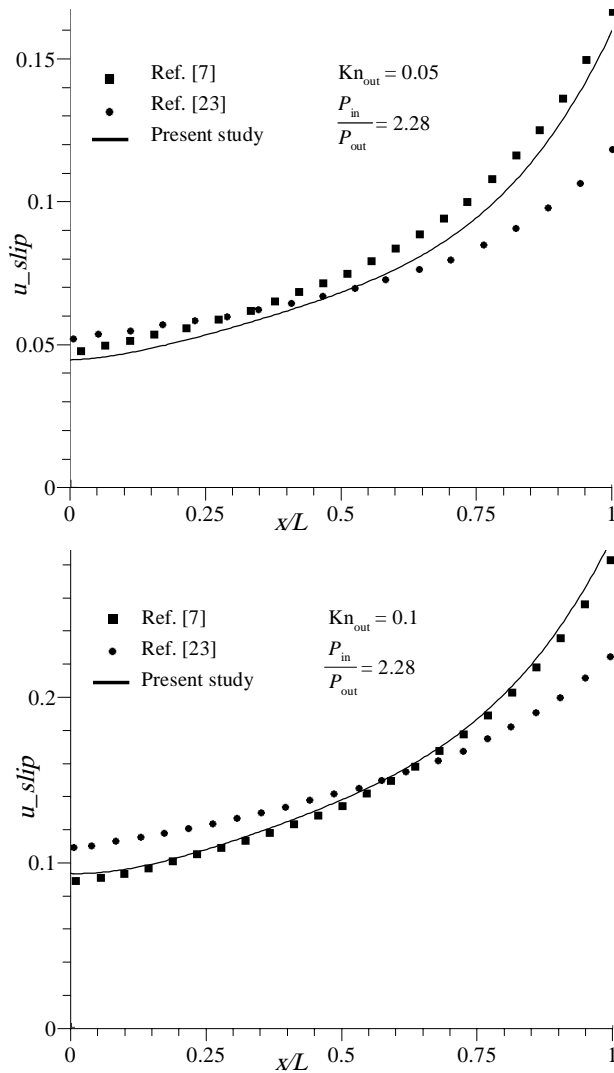 0.15
0.1
0.05
0
u_slip
Ref. [7]
Ref. [23]
Present study
Kn_out = 0.05
P_in
P_out = 2.28
0 0.25 0.5 0.75 1
x/L
0.2
0.1
0
u_slip
Ref. [7]
Ref. [23]
Present study
Kn_out = 0.1
P_in
P_out = 2.28
0 0.25 0.5 0.75 1
x/L